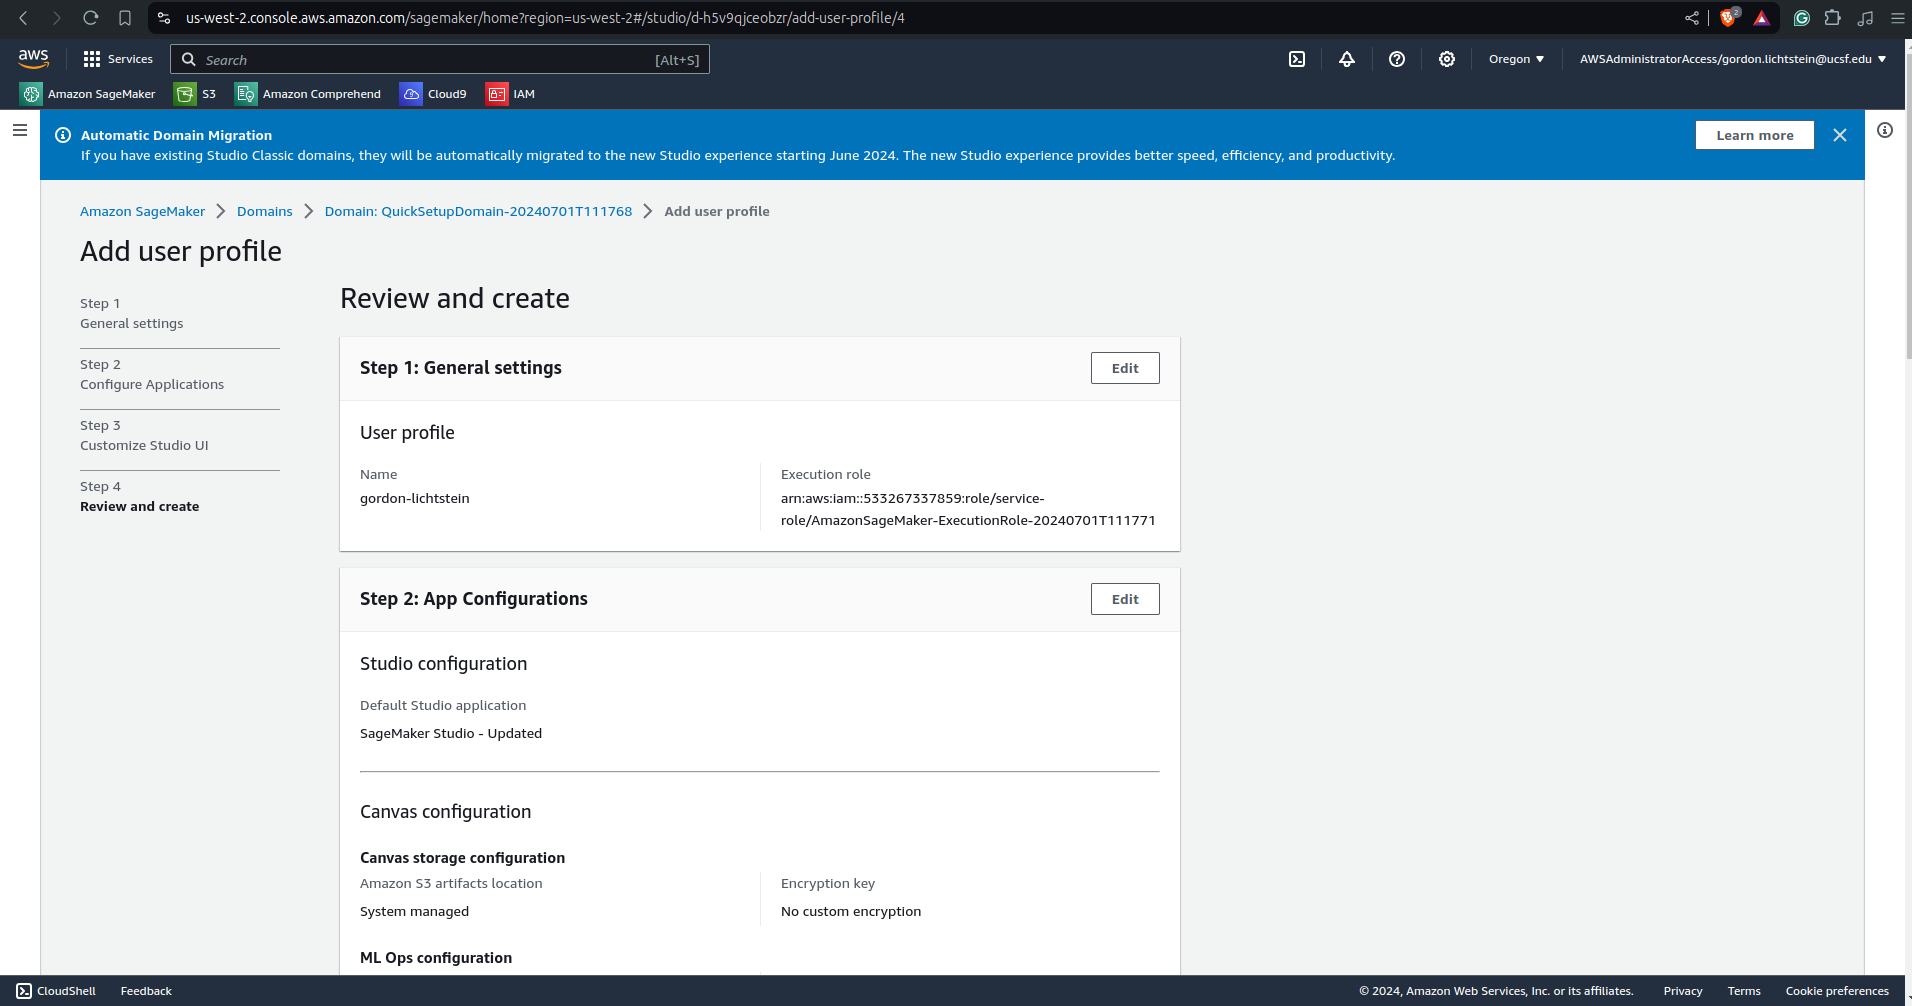 us-west-2.console.aws.amazon.com/sagemaker/home?region=us-west-2#/studio/d-h5v9qjceobzr/add-user-profile/4
2
aws
Services
Search
[Alt+S]
Oregon
AWSAdministratorAccess/gordon.lichtstein@ucsf.edu
Amazon SageMaker
S3
Amazon Comprehend
Cloud9
IAM
Automatic Domain Migration
If you have existing Studio Classic domains, they will be automatically migrated to the new Studio experience starting June 2024. The new Studio experience provides better speed, efficiency, and productivity.
Learn more
Amazon SageMaker
Domains
Domain: QuickSetupDomain-20240701T111768
Add user profile
Add user profile
Step 1
General settings
Step 2
Configure Applications
Step 3
Customize Studio UI
Step 4
Review and create
Review and create
Step 1: General settings
Edit
User profile
Name
gordon-lichtstein
Execution role
arn:aws:iam::533267337859:role/service-
role/AmazonSageMaker-ExecutionRole-20240701T111771
Step 2: App Configurations
Edit
Studio configuration
Default Studio application
SageMaker Studio - Updated
Canvas configuration
Canvas storage configuration
Amazon S3 artifacts location
System managed
Encryption key
No custom encryption
ML Ops configuration
CloudShell
Feedback
© 2024, Amazon Web Services, Inc. or its affiliates.
Privacy
Terms
Cookie preferences